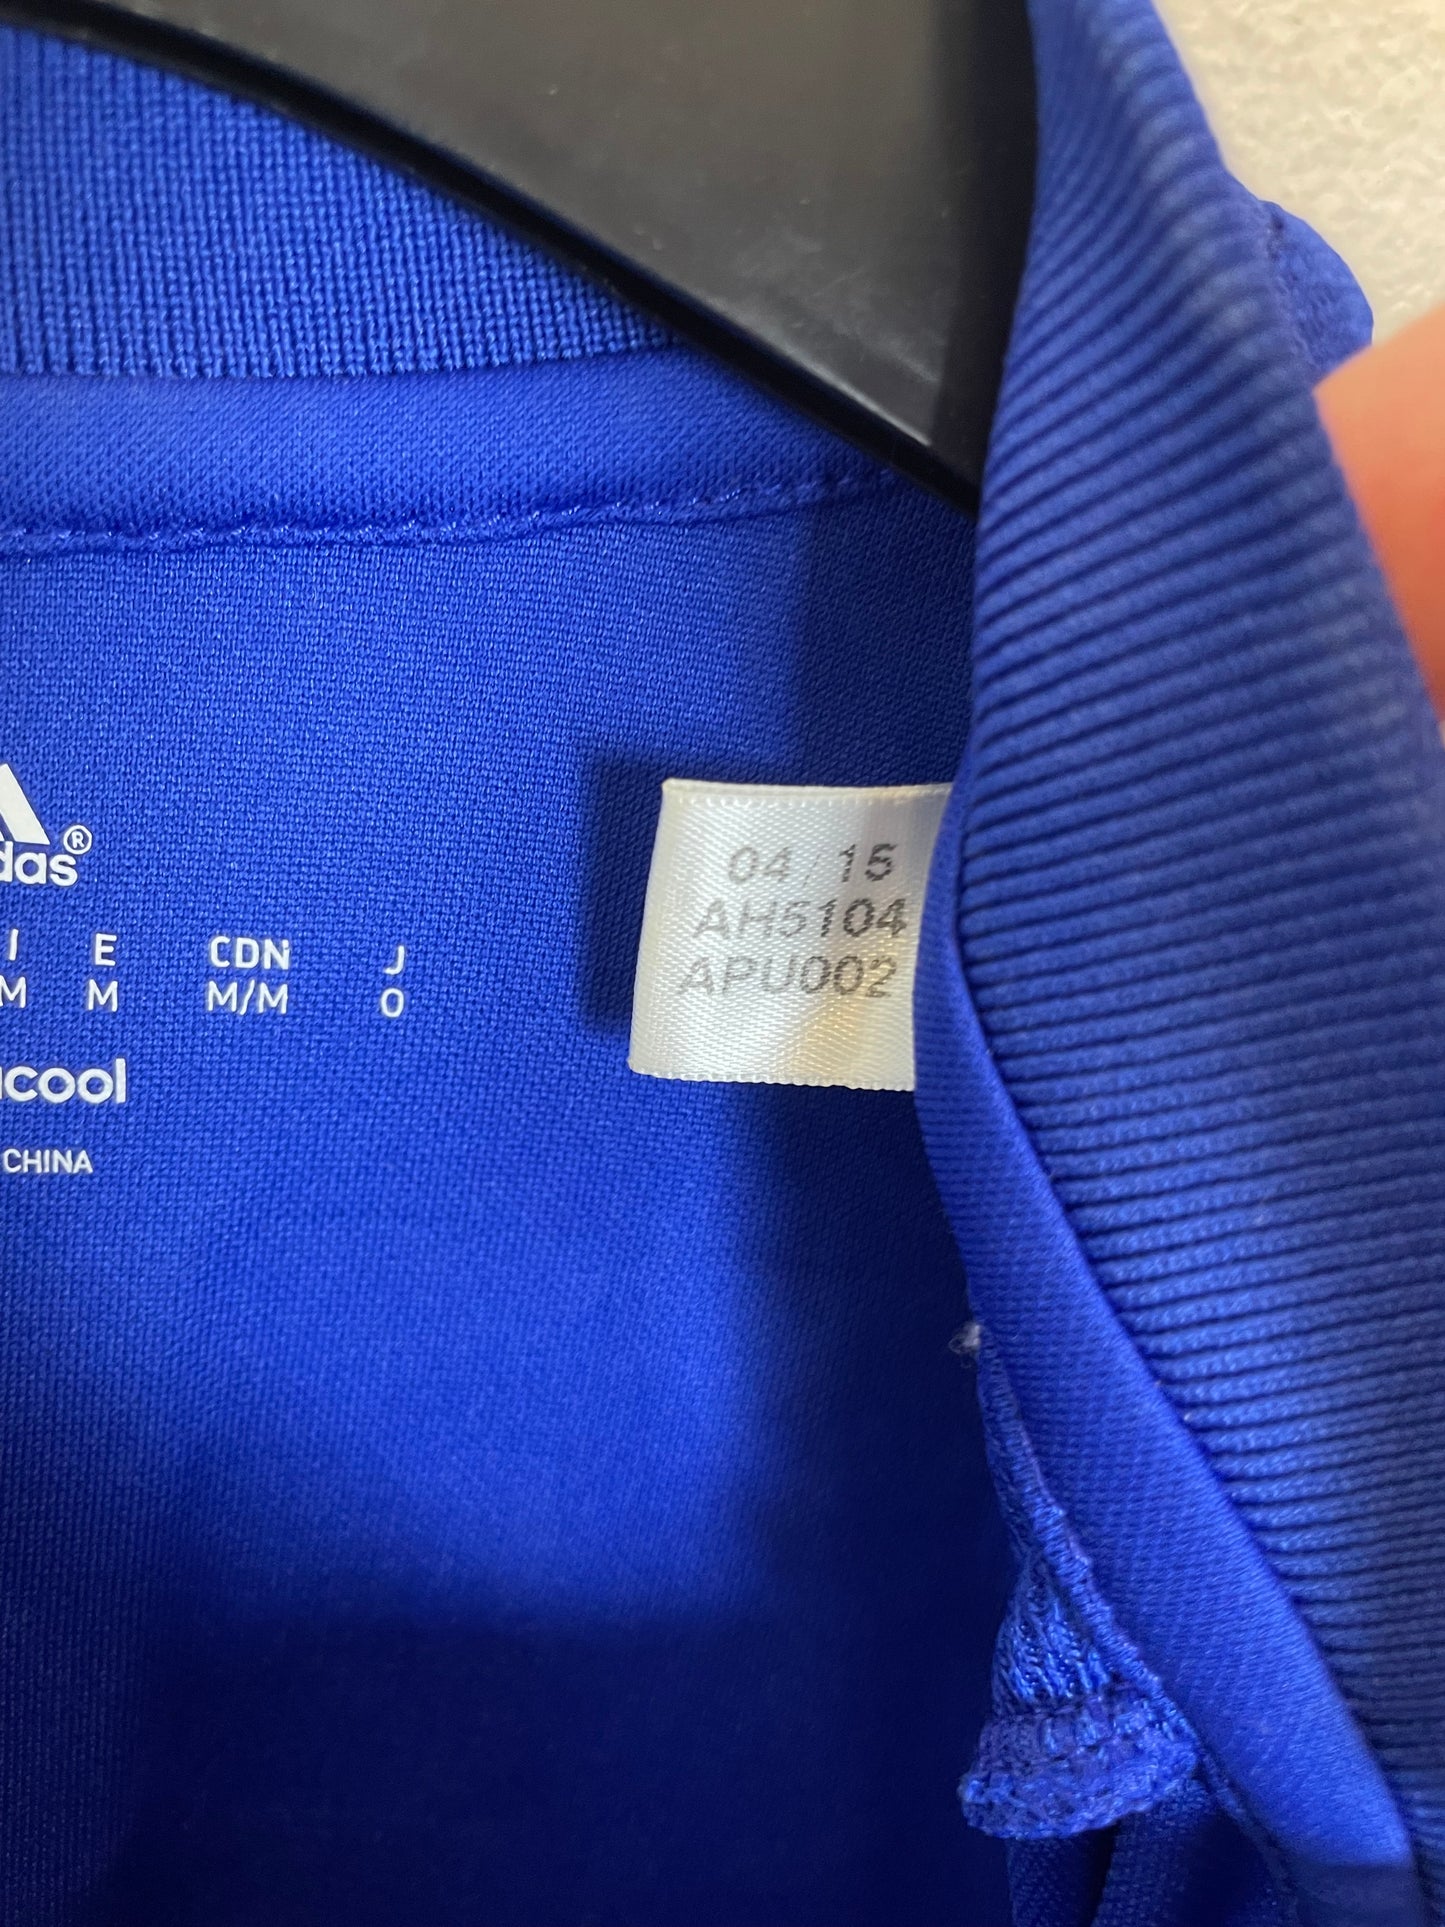 das®
I E CDN J
M M M/M O
cool
CHINA
04.15
AH5104
APU002